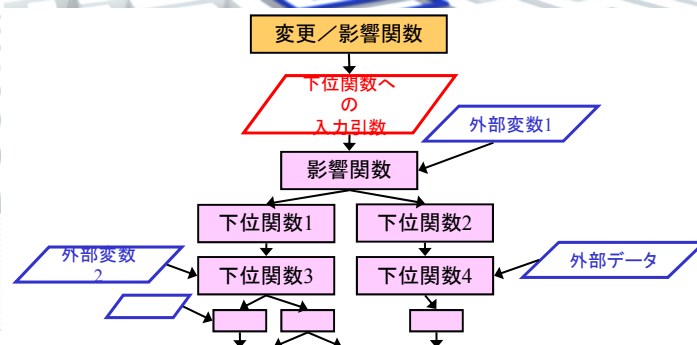 変更／影響関数
下位関数へ
の
入力引数
外部変数1
影響関数
下位関数1
下位関数2
外部変数
2
下位関数3
下位関数4
外部データ